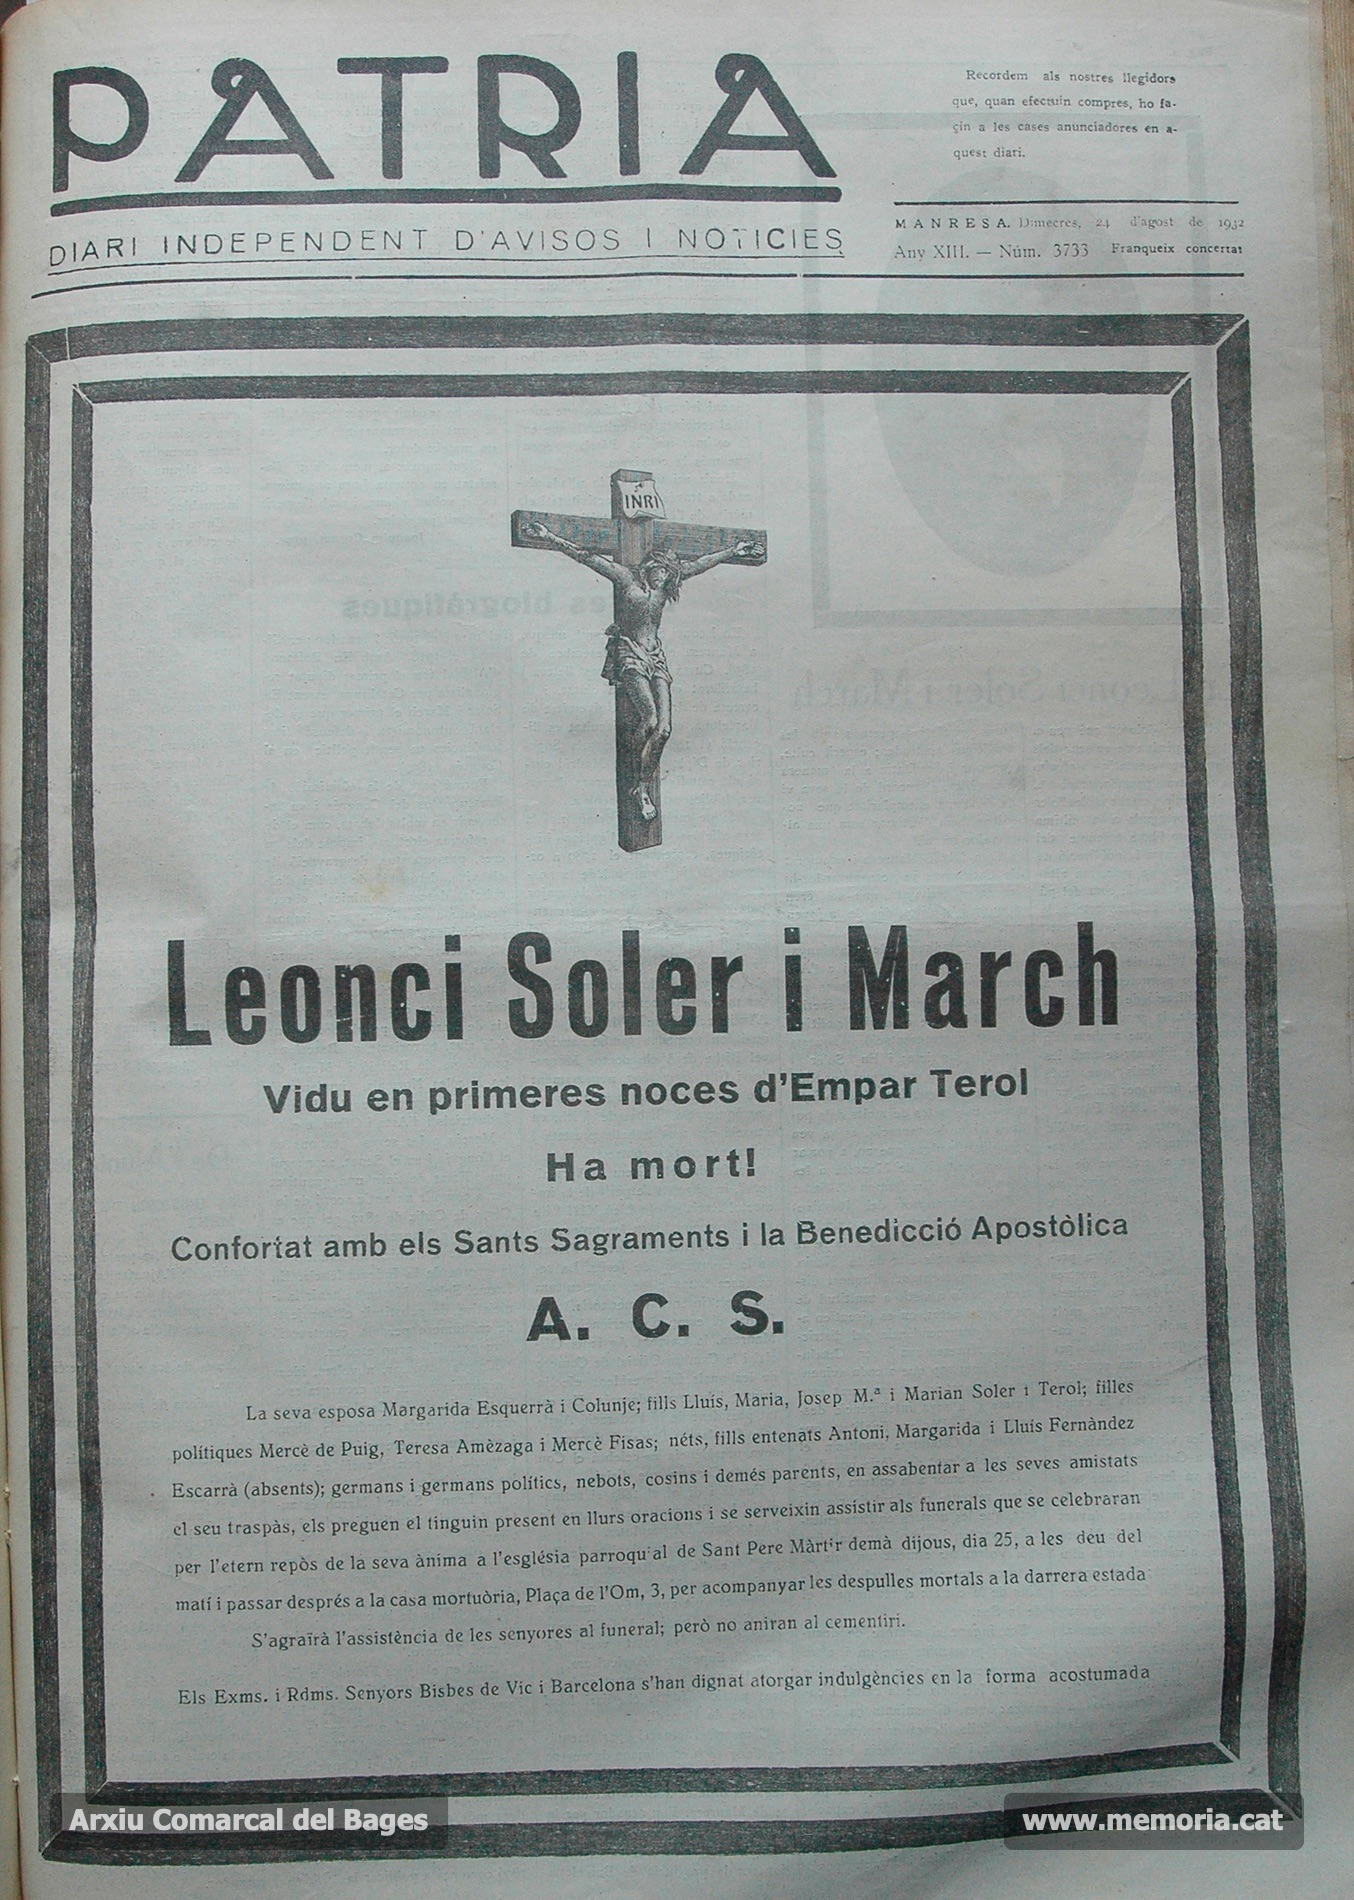 PATRIA
DIARI INDEPENDENT D'AVISOS I NOTICIES
Recordem als nostres llegidors
que, quan efectuin compres, ho fa-
çin a les cases anunciadores en a-
quest diari.
MANRESA. Dimecres, 24 d'agost de 1932
Any XIII. — Núm. 3733 Franqueix concertat
INRI
Leonci Soler i March
Vidu en primeres noces d'Empar Terol
Ha mort!
Confortat amb els Sants Sagraments i la Benedicció Apostòlica
A. C. S.
La seva esposa Margarida Esquerrà i Colunje; fills Lluís, Maria, Josep M.ª i Marian Soler i Terol; filles
polítiques Mercè de Puig, Teresa Amèzaga i Mercè Fisas; néts, fills entenats Antoni, Margarida i Lluís Fernàndez
Escarrà (absents); germans i germans polítics, nebots, cosins i demés parents, en assabentar a les seves amistats
el seu traspàs, els preguen el tinguin present en llurs oracions i se serveixin assistir als funerals que se celebraran
per l'etern repòs de la seva ànima a l'església parroquial de Sant Pere Màrtir demà dijous, dia 25, a les deu del
matí i passar després a la casa mortuòria, Plaça de l'Om, 3, per acompanyar les despulles mortals a la darrera estada
S'agraïrà l'assistència de les senyores al funeral; però no aniran al cementiri.
Els Exms. i Rdms. Senyors Bisbes de Vic i Barcelona s'han dignat atorgar indulgències en la forma acostumada
Arxiu Comarcal del Bages
www.memoria.cat